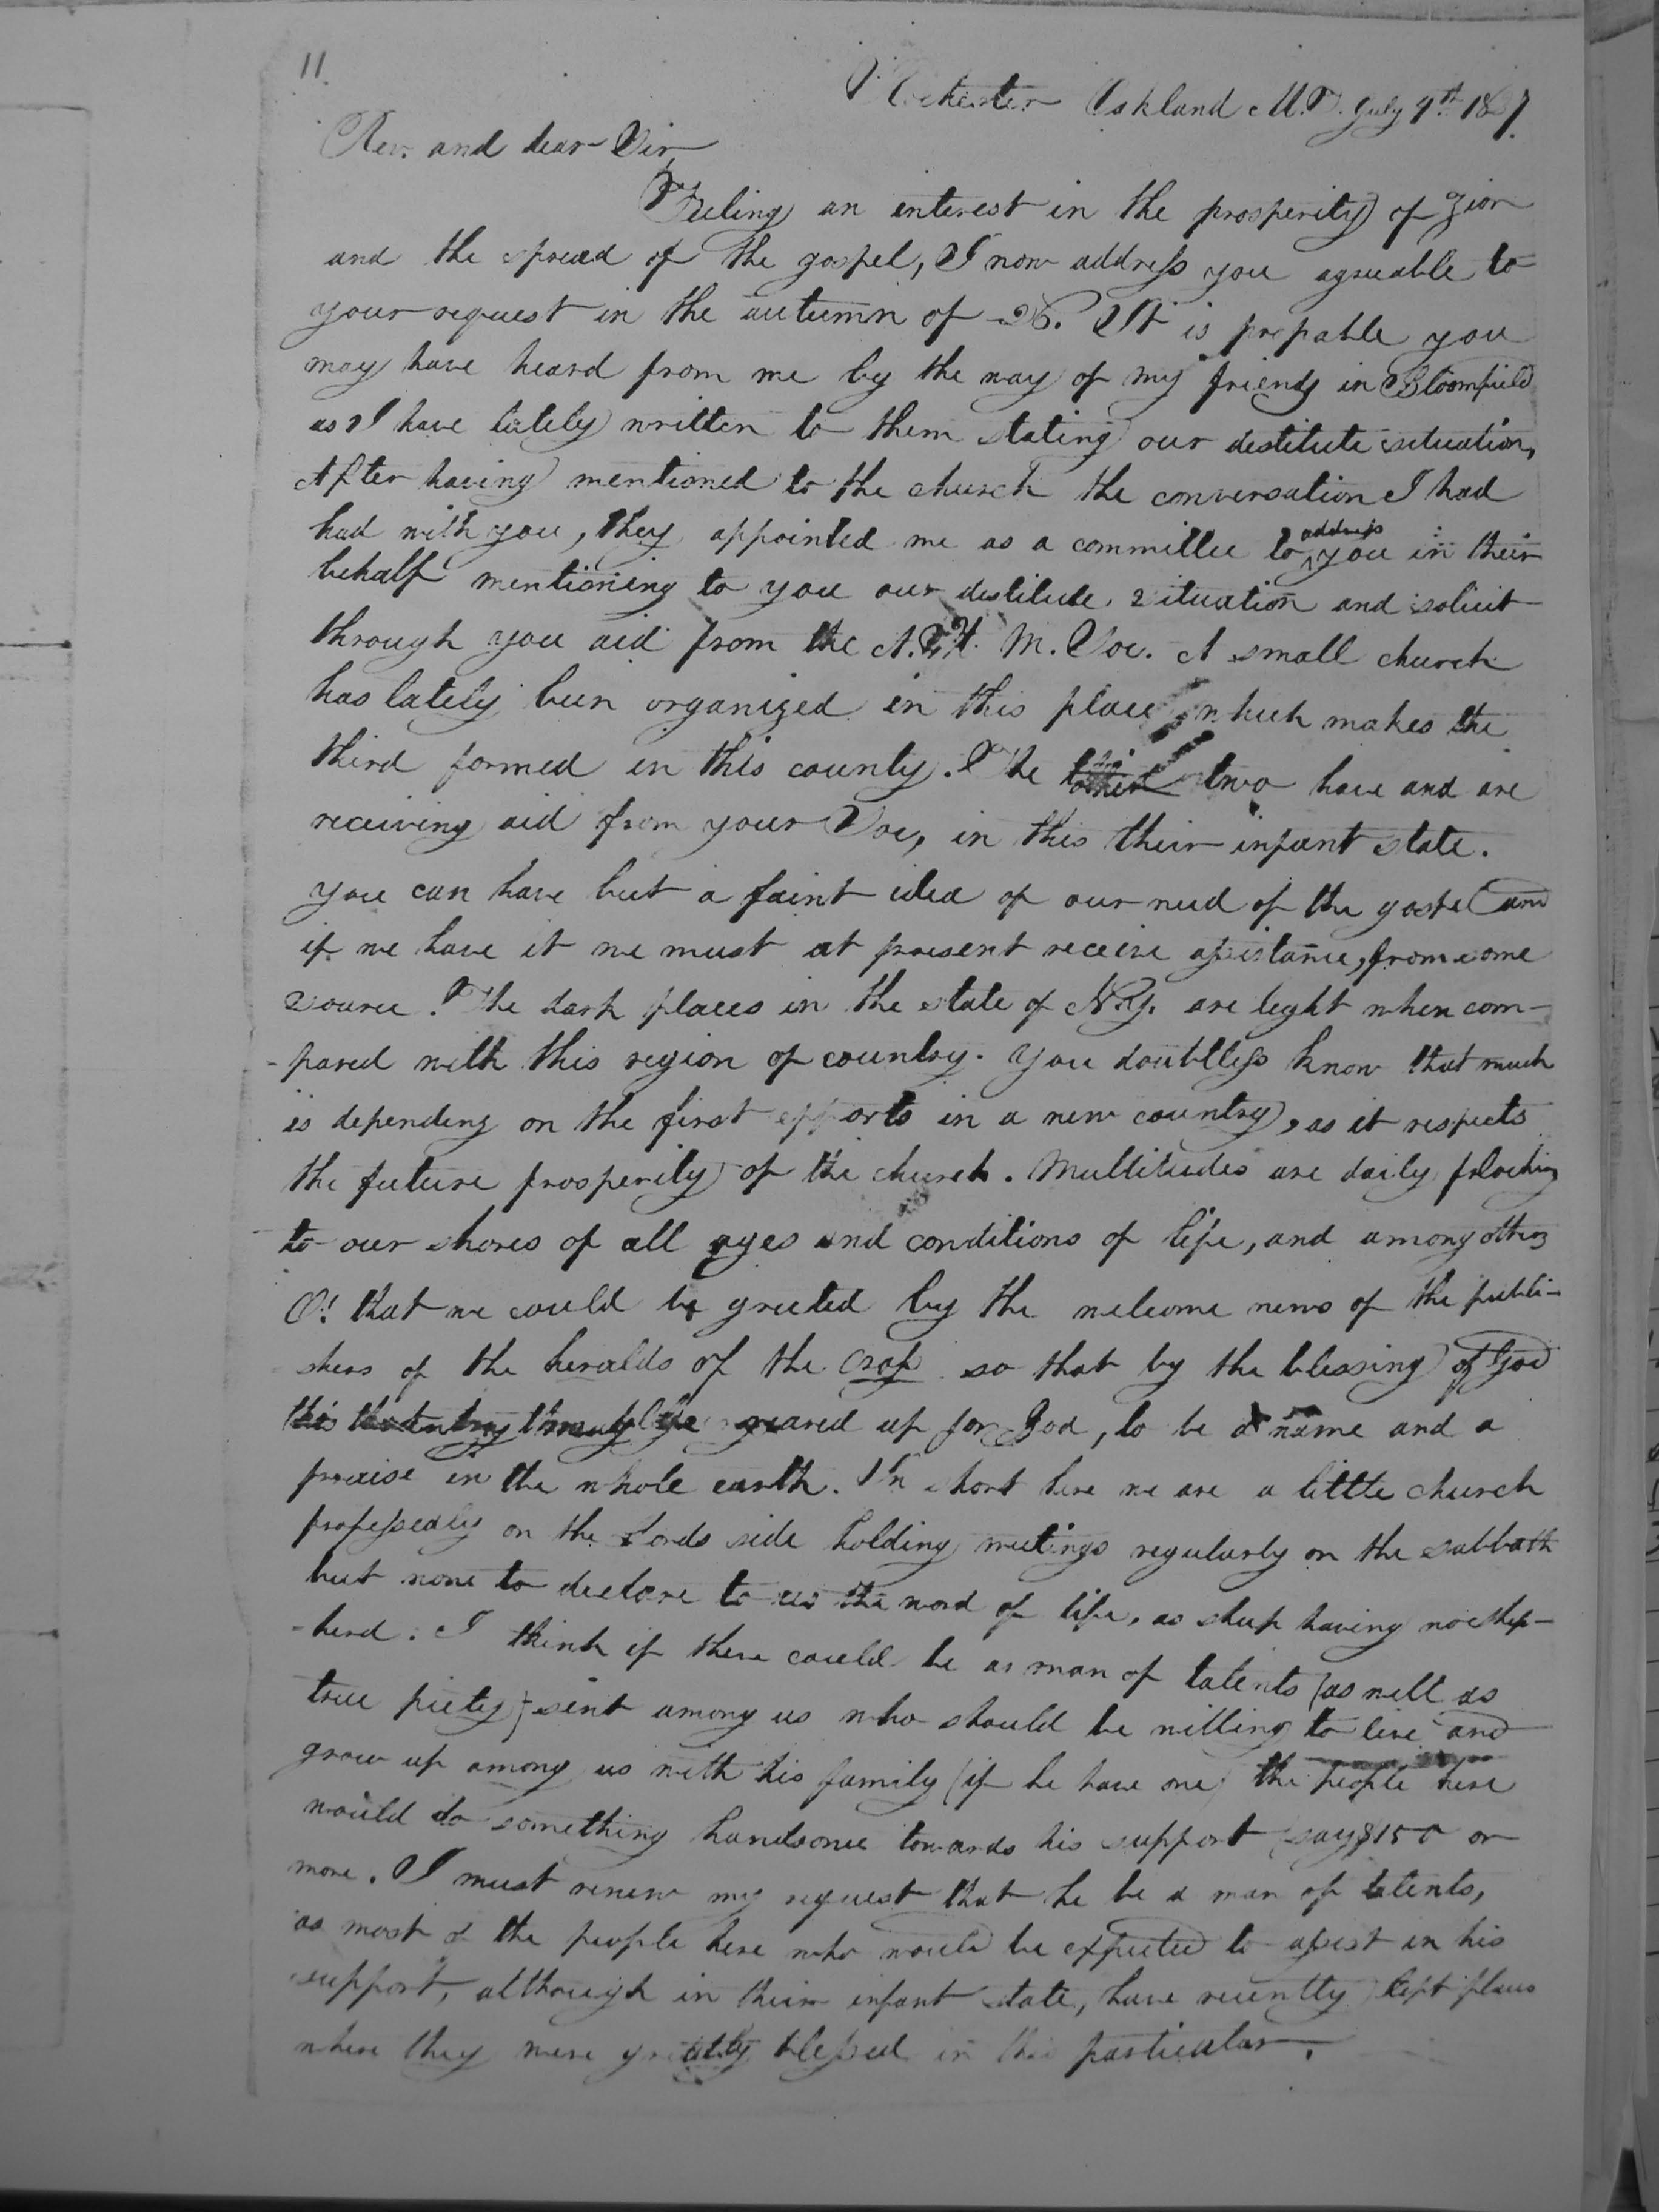 11
Rochester Oakland M.T. July 9th 1827.
Rev. and dear Sir,
Feeling an interest in the prosperity of Zion
and the spread of the gospel, I now address you agreable to
your request in the autumn of 26. It is propable you
may have heard from me by the way of my friends in Bloomfield
as I have lately written to them stating our destitute situation,
After having mentioned to the church the conversation I had
had with you, they appointed me as a committee to address you in their
behalf mentioning to you our destitute situation and solicit
through you aid from the A. H. M. Soc. A small church
has lately been organized in this place, which makes the
third formed in this county. The two have and are
receiving aid from your Soc, in this their infant state.
you can have but a faint idea of our need of the gospel and
if we have it we must at present receive assistance, from some
source. The dark places in the state of N.Y. are light when com-
-pared with this region of country. You doubtless know that much
is depending on the first efforts in a new country, as it respects
the future prosperity of the church. Multitudes are daily flocking
to our shores of all ages and conditions of life, and among others
O! that we could be greeted by the welcome news of the publi-
shers of the heralds of the cross so that by the blessing of God
this reared up for God, to be a name and a
praise in the whole earth. In short here we are a little church
professedly on the Lords side holding meetings regularly on the sabbath
but none to declare to us the word of life, as sheep having no shep-
-herd. I think if there could be a man of talents (as well as
true piety) sent among us who should be willing to live and
grow up among us with his family (if he have one) the people here
would do something handsome towards his support say $150 or
more. I must renew my request that he be a man of talents,
as most of the people here who would be expected to assist in his
support, although in their infant state, have recently left places
where they were greatly blessed in this particular.